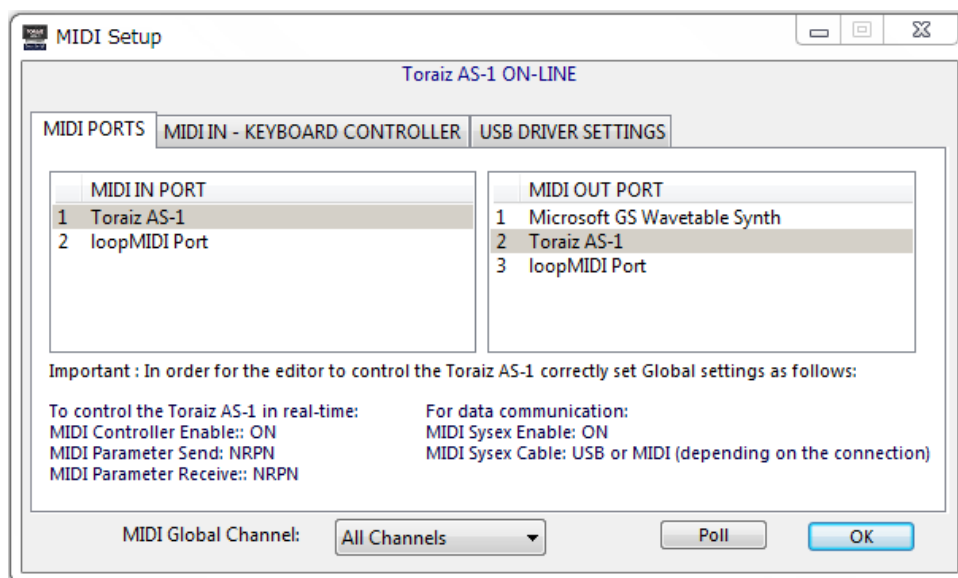 MIDI Setup
Toraiz AS-1 ON-LINE
MIDI PORTS MIDI IN - KEYBOARD CONTROLLER USB DRIVER SETTINGS
MIDI IN PORT
1 Toraiz AS-1
2 loopMIDI Port
MIDI OUT PORT
1 Microsoft GS Wavetable Synth
2 Toraiz AS-1
3 loopMIDI Port
Important : In order for the editor to control the Toraiz AS-1 correctly set Global settings as follows:
To control the Toraiz AS-1 in real-time:
MIDI Controller Enable:: ON
MIDI Parameter Send: NRPN
MIDI Parameter Receive:: NRPN
For data communication:
MIDI Sysex Enable: ON
MIDI Sysex Cable: USB or MIDI (depending on the connection)
MIDI Global Channel: All Channels Poll OK